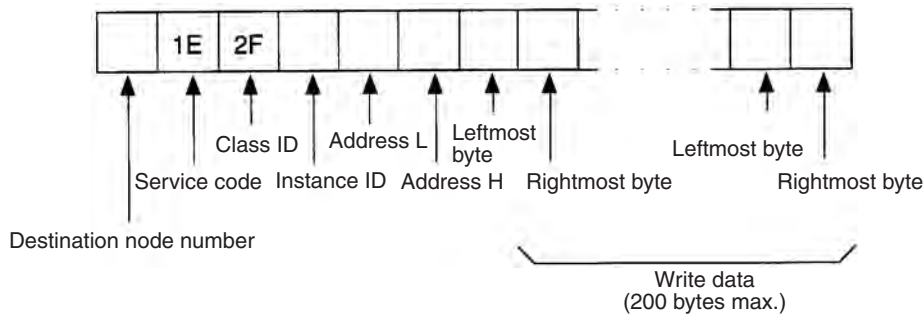 1E 2F
Class ID
Address L
Leftmost
byte
Leftmost byte
Service code
Instance ID
Address H
Rightmost byte
Rightmost byte
Destination node number
Write data
(200 bytes max.)